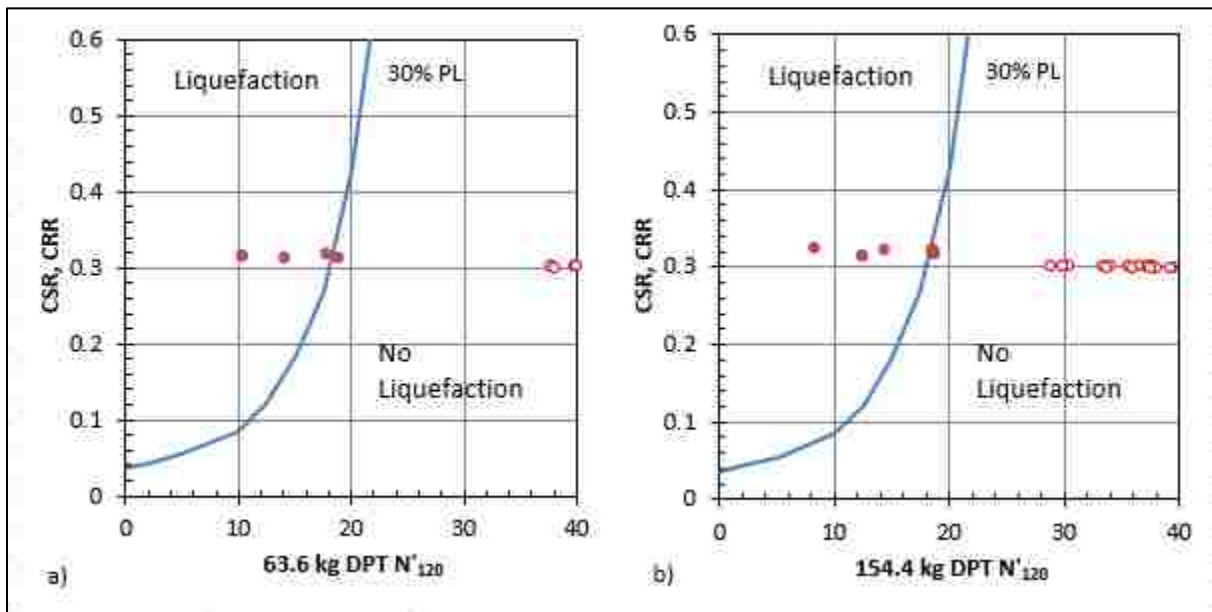 0.6
0.5
0.4
0.3
0.2
0.1
0
CSR, CRR
Liquefaction
30% PL
No
Liquefaction
0 10 20 30 40
63.6 kg DPT N'120
a)
0.6
0.5
0.4
0.3
0.2
0.1
0
CSR, CRR
Liquefaction
30% PL
No
Liquefaction
0 10 20 30 40
154.4 kg DPT N'120
b)